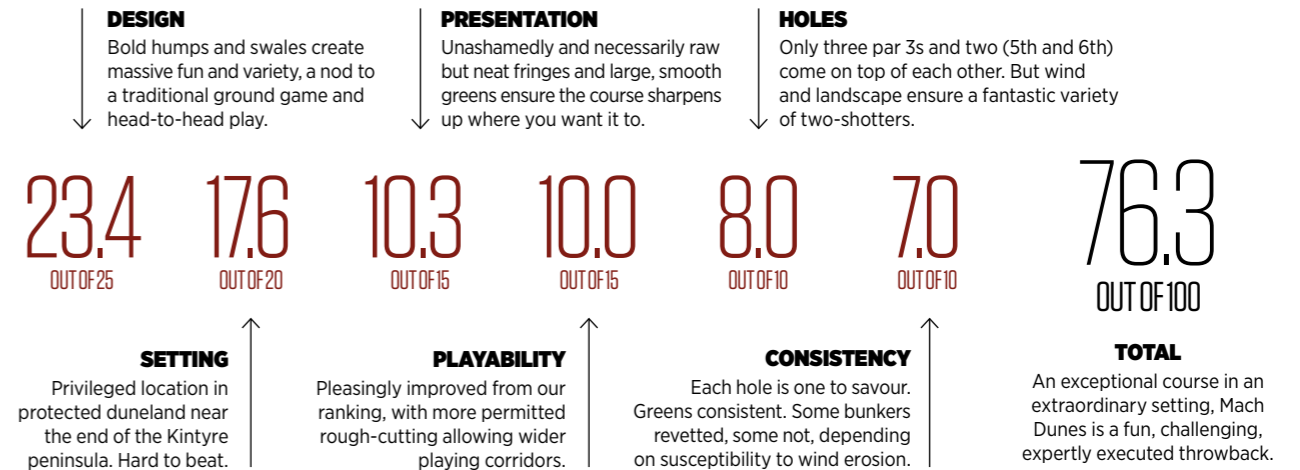 DESIGN
Bold humps and swales create
massive fun and variety, a nod to
a traditional ground game and
head-to-head play.
PRESENTATION
Unashamedly and necessarily raw
but neat fringes and large, smooth
greens ensure the course sharpens
up where you want it to.
HOLES
Only three par 3s and two (5th and 6th)
come on top of each other. But wind
and landscape ensure a fantastic variety
of two-shotters.
23.4
OUT OF 25
17.6
OUT OF 20
10.3
OUT OF 15
10.0
OUT OF 15
8.0
OUT OF 10
7.0
OUT OF 10
76.3
OUT OF 100
SETTING
Privileged location in
protected duneland near
the end of the Kintyre
peninsula. Hard to beat.
PLAYABILITY
Pleasingly improved from our
ranking, with more permitted
rough-cutting allowing wider
playing corridors.
CONSISTENCY
Each hole is one to savour.
Greens consistent. Some bunkers
revetted, some not, depending
on susceptibility to wind erosion.
TOTAL
An exceptional course in an
extraordinary setting, Mach
Dunes is a fun, challenging,
expertly executed throwback.